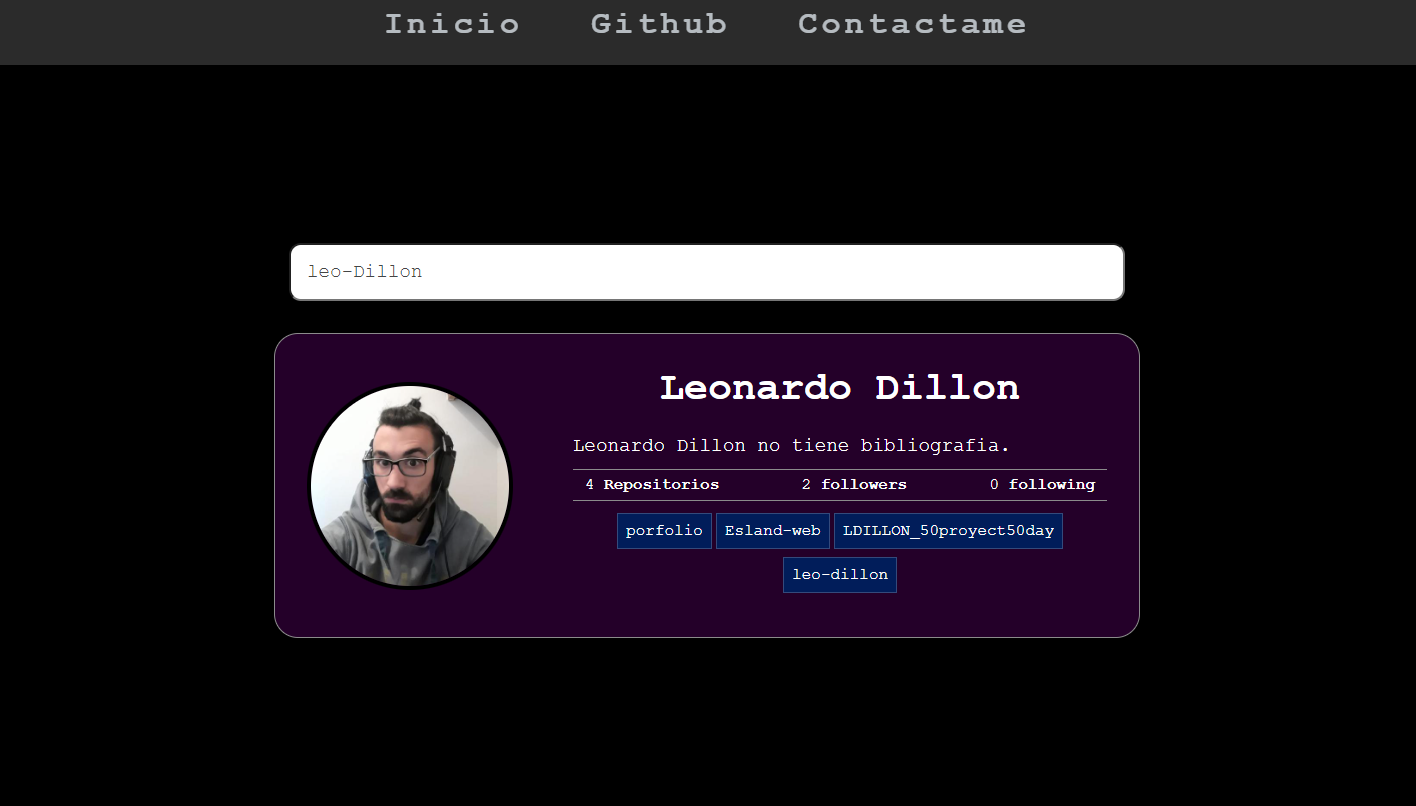 Inicio Github Contactame
leo-Dillon
Leonardo Dillon
Leonardo Dillon no tiene bibliografia.
4 Repositorios 2 followers 0 following
porfolio Esland-web LDILLON_50proyect50day
leo-dillon